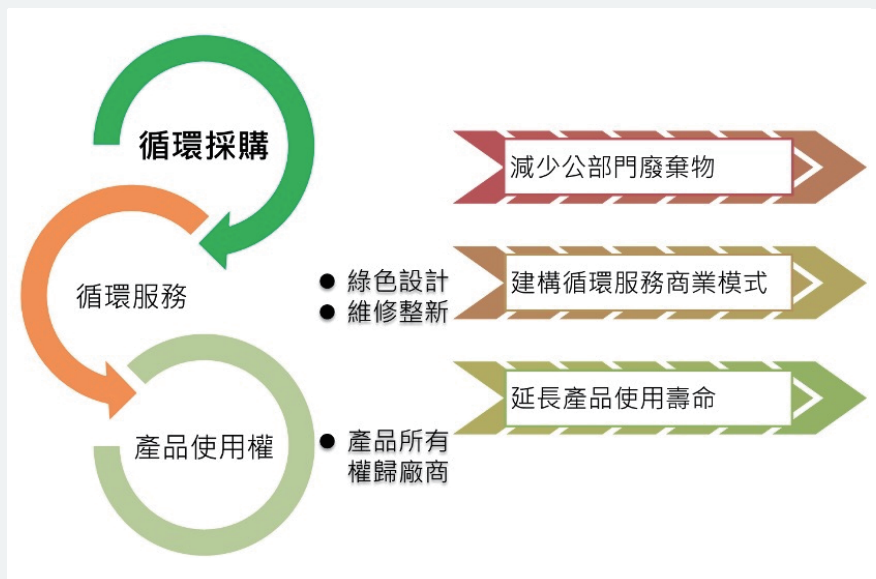 循環採購
減少公部門廢棄物
循環服務
● 綠色設計
● 維修整新
建構循環服務商業模式
產品使用權
● 產品所有
權歸廠商
延長產品使用壽命